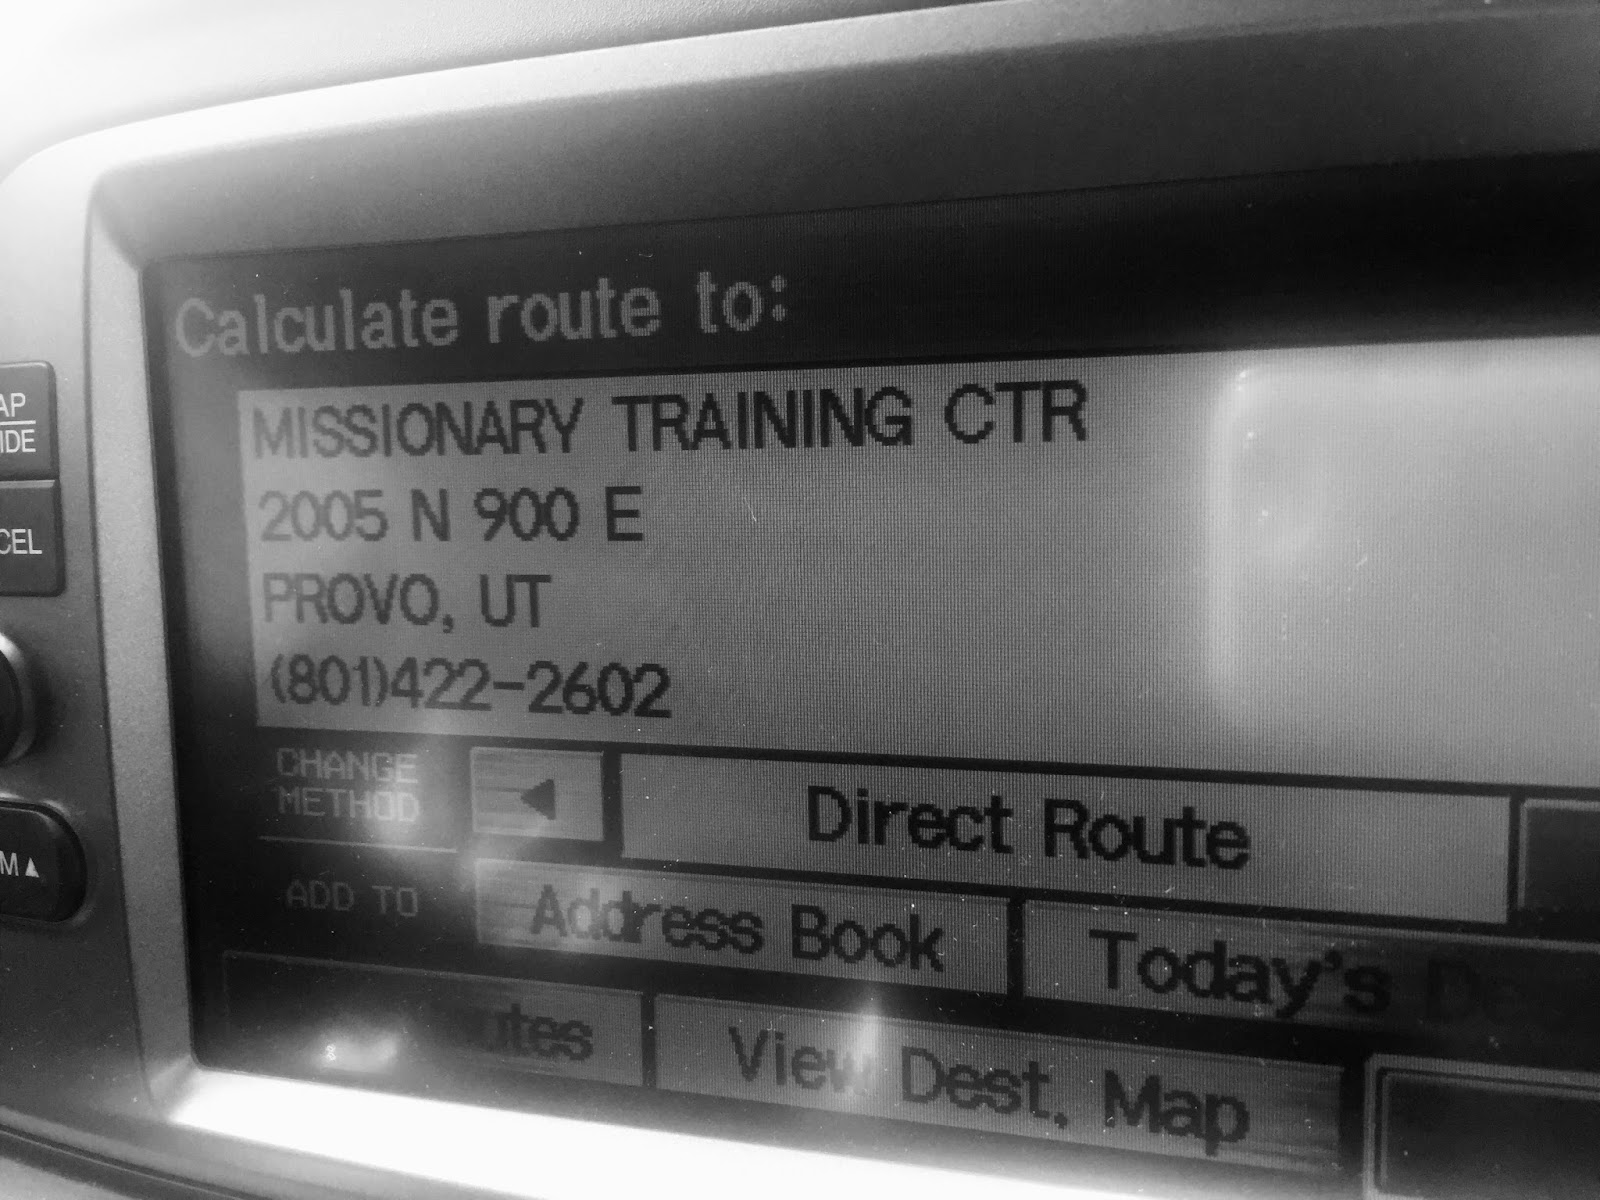 Calculate route to:
MISSIONARY TRAINING CTR
2005 N 900 E
PROVO, UT
(801)422-2602
CHANGE
METHOD
Direct Route
ADD TO
Address Book
Today's
View Dest. Map